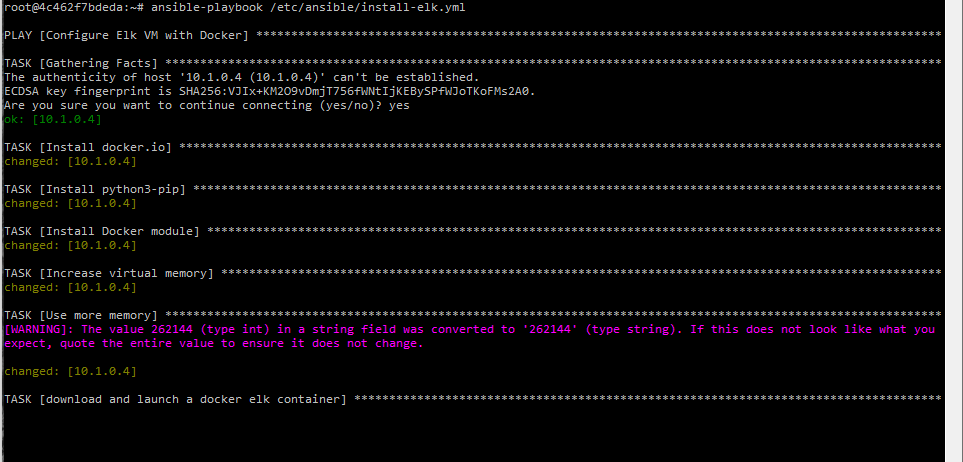 root@4c462f7bdeda:~# ansible-playbook /etc/ansible/install-elk.yml
PLAY [Configure Elk VM with Docker] **************************************************************************************************
TASK [Gathering Facts] ***************************************************************************************************************
The authenticity of host '10.1.0.4 (10.1.0.4)' can't be established.
ECDSA key fingerprint is SHA256:VJIx+KM2O9vDmjT756fWNtIjKEBySPfWJoTKoFMs2A0.
Are you sure you want to continue connecting (yes/no)? yes
ok: [10.1.0.4]
TASK [Install docker.io] *************************************************************************************************************
changed: [10.1.0.4]
TASK [Install python3-pip] ***********************************************************************************************************
changed: [10.1.0.4]
TASK [Install Docker module] *********************************************************************************************************
changed: [10.1.0.4]
TASK [Increase virtual memory] *******************************************************************************************************
changed: [10.1.0.4]
TASK [Use more memory] ***************************************************************************************************************
[WARNING]: The value 262144 (type int) in a string field was converted to '262144' (type string). If this does not look like what you
expect, quote the entire value to ensure it does not change.
changed: [10.1.0.4]
TASK [download and launch a docker elk container] ************************************************************************************